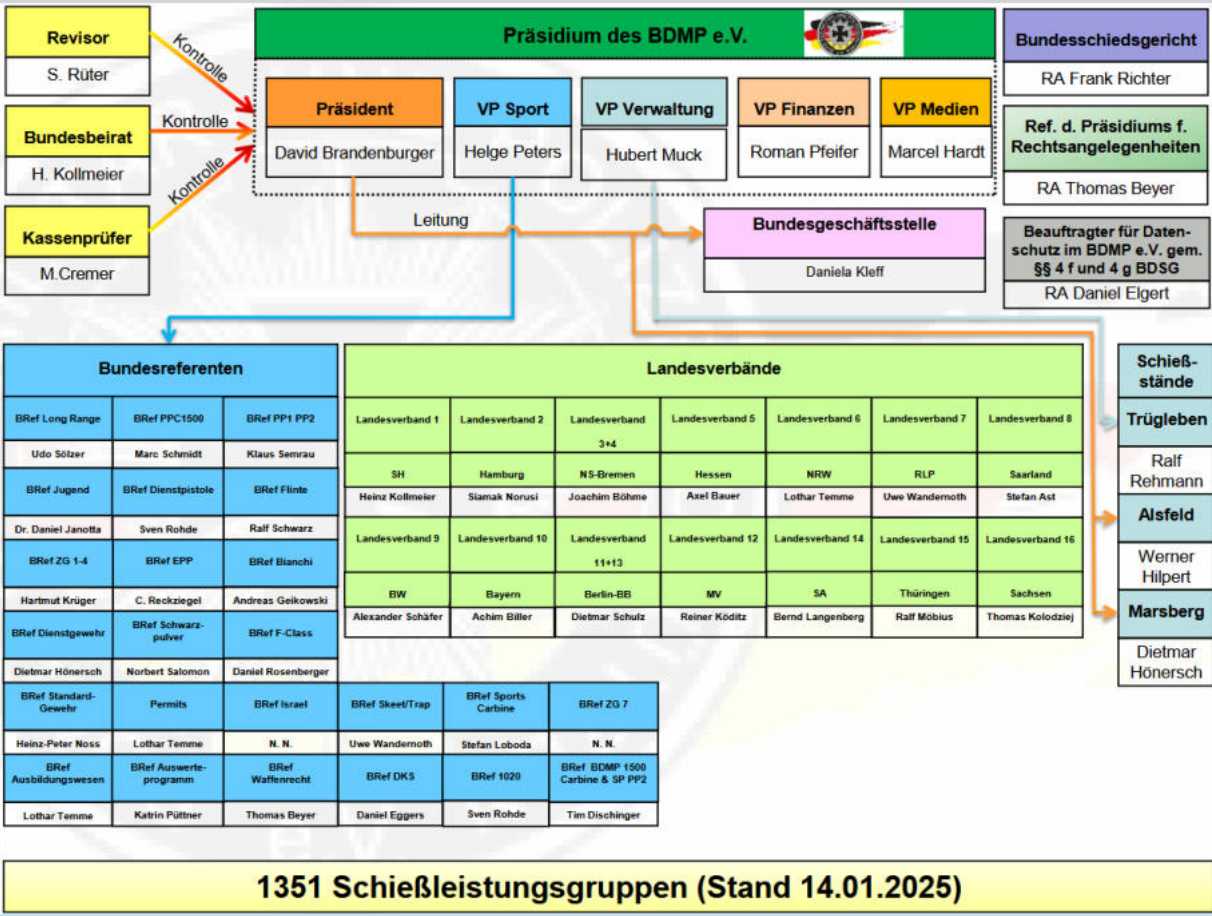 Revisor
S. Rüter
Bundesbeirat
H. Kollmeier
Kassenprüfer
M.Cremer
Kontrolle
Kontrolle
Kontrolle
Präsidium des BDMP e.V.
Präsident
David Brandenburger
VP Sport
Helge Peters
VP Verwaltung
Hubert Muck
VP Finanzen
Roman Pfeifer
VP Medien
Marcel Hardt
Bundesschiedsgericht
RA Frank Richter
Ref. d. Präsidiums f.
Rechtsangelegenheiten
RA Thomas Beyer
Beauftragter für Daten-
schutz im BDMP e.V. gem.
§§ 4 f und 4 g BDSG
RA Daniel Elgert
Leitung
Bundesgeschäftsstelle
Daniela Kleff
Bundesreferenten
BRef Long Range
BRef PPC1500
BRef PP1 PP2
Udo Sölzer
Marc Schmidt
Klaus Semrau
BRef Jugend
BRef Dienstpistole
BRef Flinte
Dr. Daniel Janotta
Sven Rohde
Ralf Schwarz
BRef ZG 1-4
BRef EPP
BRef Bianchi
Hartmut Krüger
C. Reckziegel
Andreas Geikowski
BRef Dienstgewehr
BRef Schwarz-
pulver
BRef F-Class
Dietmar Hönersch
Norbert Salomon
Daniel Rosenberger
BRef Standard-
Gewehr
Permits
BRef Israel
BRef Skeet/Trap
BRef Sports
Carbine
BRef ZG 7
Heinz-Peter Noss
Lothar Temme
N. N.
Uwe Wandernoth
Stefan Loboda
N. N.
BRef
Ausbildungswesen
BRef Auswerte-
programm
BRef
Waffenrecht
BRef DKS
BRef 1020
BRef BDMP 1500
Carbine & SP PP2
Lothar Temme
Katrin Püttner
Thomas Beyer
Daniel Eggers
Sven Rohde
Tim Dischinger
Landesverbände
Landesverband 1
Landesverband 2
Landesverband
3+4
Landesverband 5
Landesverband 6
Landesverband 7
Landesverband 8
SH
Hamburg
NS-Bremen
Hessen
NRW
RLP
Saarland
Heinz Kollmeier
Siamak Norusi
Joachim Böhme
Axel Bauer
Lothar Temme
Uwe Wandernoth
Stefan Ast
Landesverband 9
Landesverband 10
Landesverband
11+13
Landesverband 12
Landesverband 14
Landesverband 15
Landesverband 16
BW
Bayern
Berlin-BB
MV
SA
Thüringen
Sachsen
Alexander Schäfer
Achim Biller
Dietmar Schulz
Reiner Köditz
Bernd Langenberg
Ralf Möbius
Thomas Kolodziej
Schieß-
stände
Trügleben
Ralf
Rehmann
Alsfeld
Werner
Hilpert
Marsberg
Dietmar
Hönersch
1351 Schießleistungsgruppen (Stand 14.01.2025)